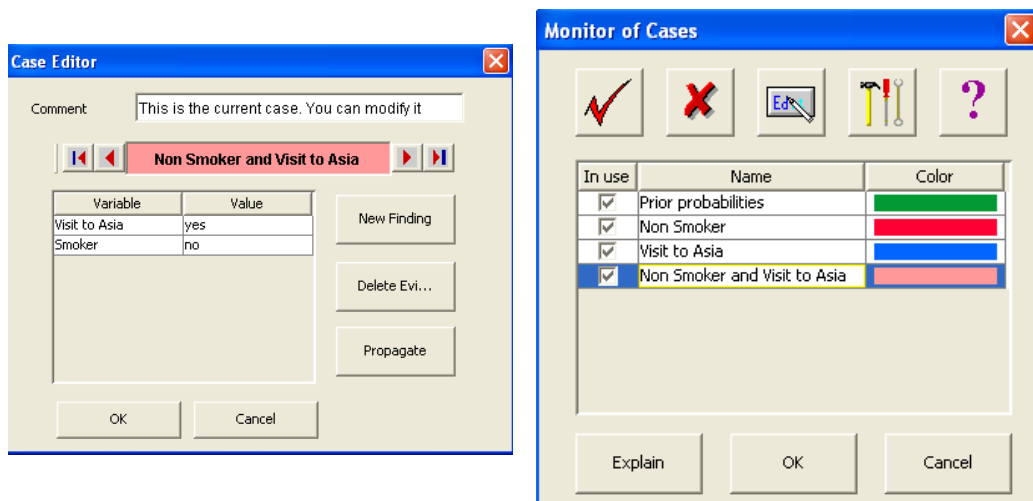 Case Editor
Comment This is the current case. You can modify it
Non Smoker and Visit to Asia
Variable Value
Visit to Asia yes
Smoker no
New Finding
Delete Evi...
Propagate
OK Cancel
Monitor of Cases
In use Name Color
Prior probabilities
Non Smoker
Visit to Asia
Non Smoker and Visit to Asia
Explain OK Cancel